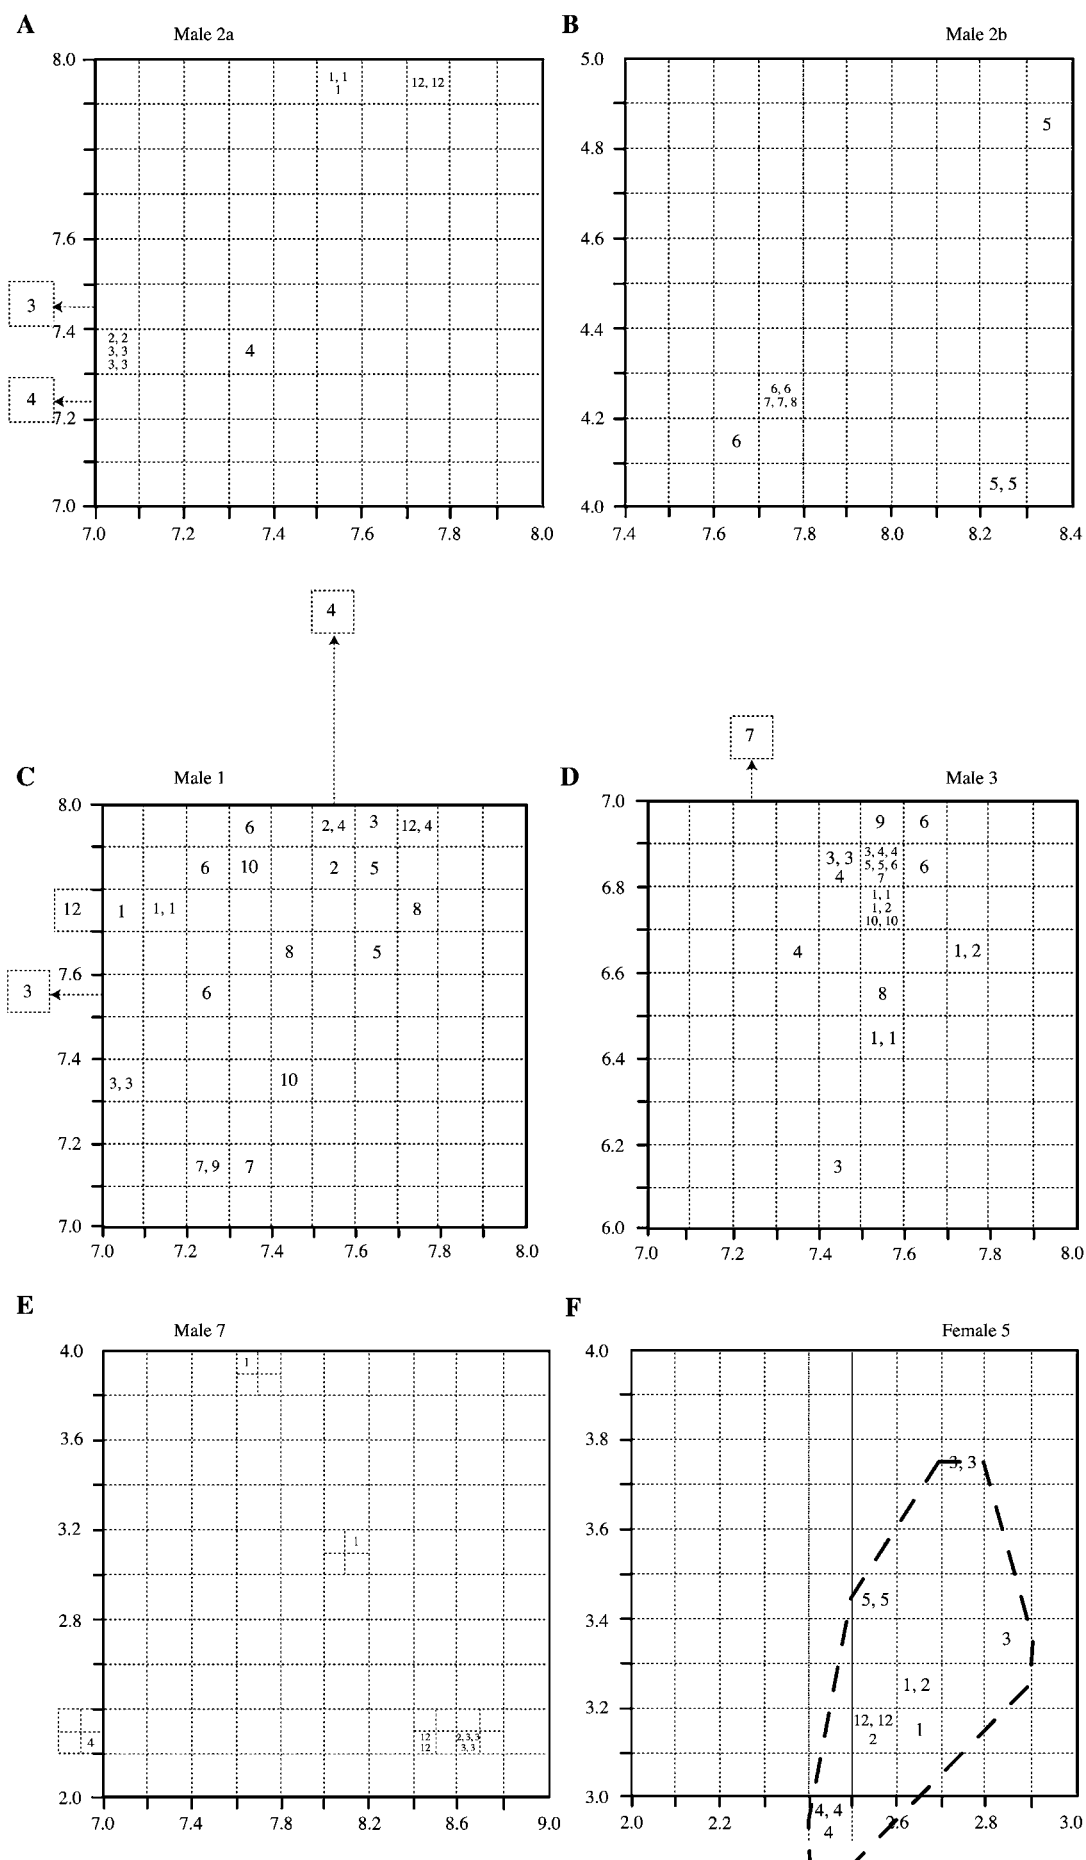 A
Male 2a
8.0
7.6
7.4
7.2
7.0
7.0 7.2 7.4 7.6 7.8 8.0
1, 1
1
12, 12
3
2, 2
3, 3
3, 3
4
4
B
Male 2b
5.0
4.8
4.6
4.4
4.2
4.0
7.4 7.6 7.8 8.0 8.2 8.4
5
6, 6
7, 7, 8
6
5, 5
4
C
Male 1
8.0
7.6
7.4
7.2
7.0
7.0 7.2 7.4 7.6 7.8 8.0
6 2, 4 3 12, 4
6 10 2 5
12 1 1, 1 8
8 5
3 6
3, 3 10
7, 9 7
7
D
Male 3
7.0
6.8
6.6
6.4
6.2
6.0
7.0 7.2 7.4 7.6 7.8 8.0
9 6
3, 3
4
3, 4, 4
5, 5, 6
7
6
1, 1
1, 2
10, 10
4 1, 2
8
1, 1
3
E
Male 7
4.0
3.6
3.2
2.8
2.0
7.0 7.8 8.2 8.6 9.0
1
1
4
12
12
2, 3, 3
3, 3
F
Female 5
4.0
3.8
3.6
3.4
3.2
3.0
2.0 2.2 2.6 2.8 3.0
3, 3
5, 5
3
1, 2
12, 12
2
1
4, 4
4